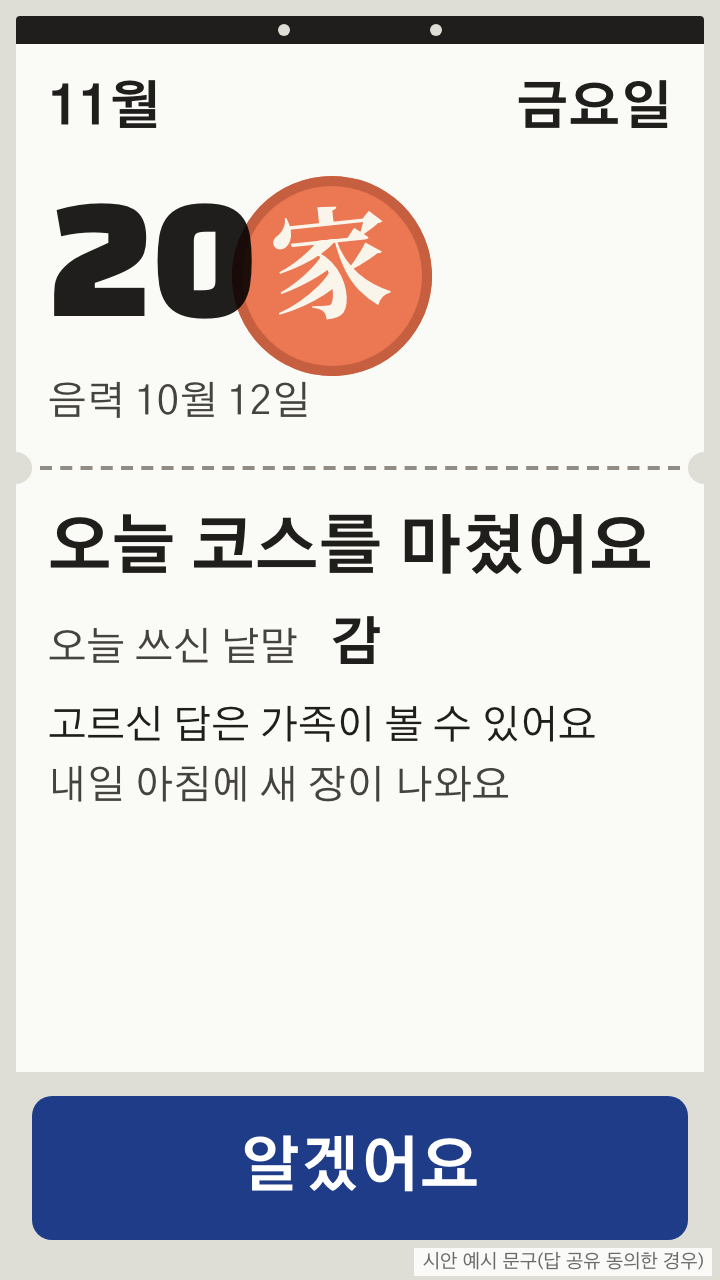 11월 금요일
20 家
음력 10월 12일
오늘 코스를 마쳤어요
오늘 쓰신 낱말 감
고르신 답은 가족이 볼 수 있어요
내일 아침에 새 장이 나와요
알겠어요
시안 예시 문구(답 공유 동의한 경우)